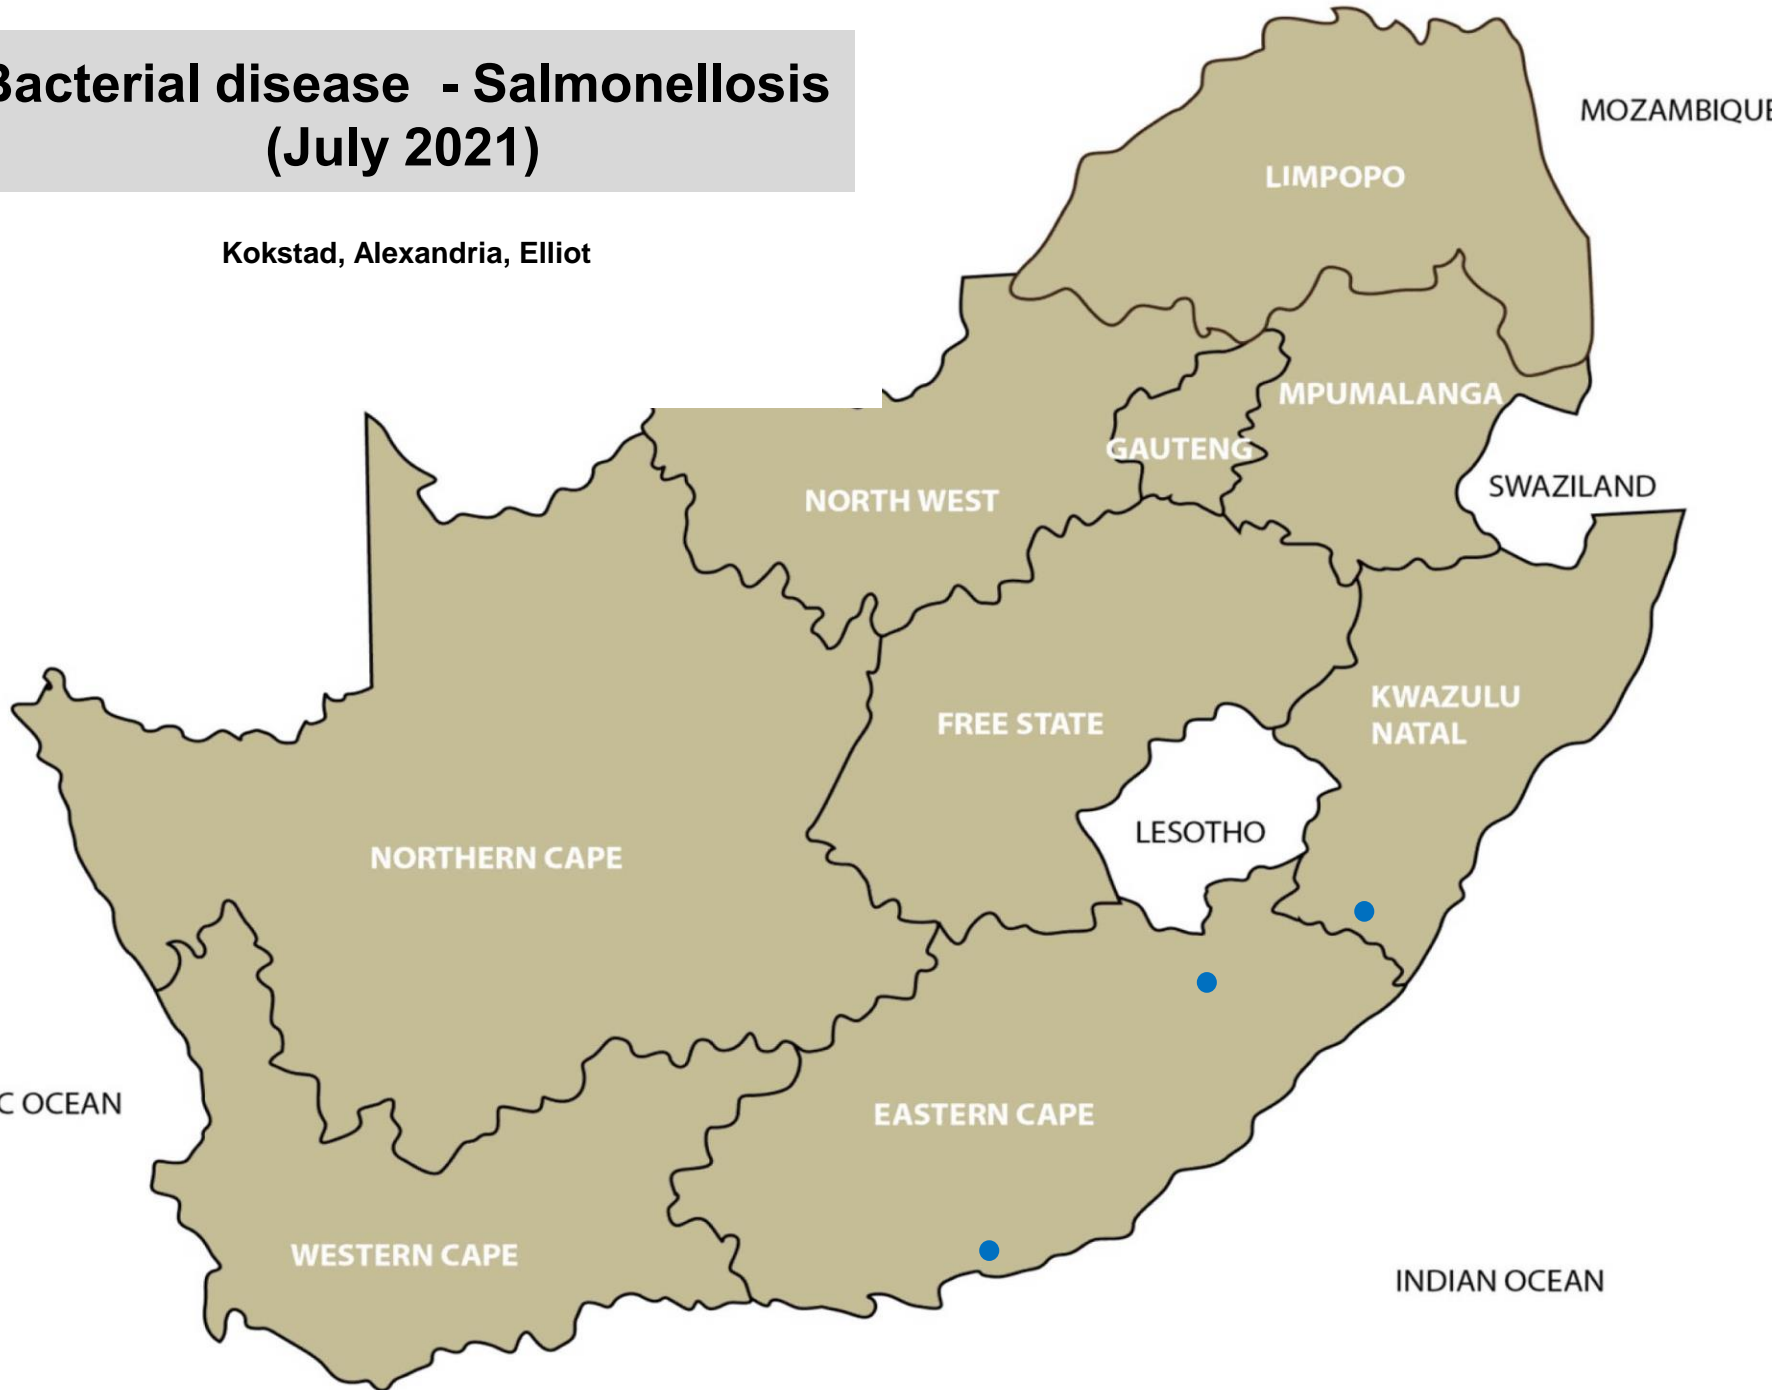 Bacterial disease - Salmonellosis
(July 2021)
Kokstad, Alexandria, Elliot
MOZAMBIQUE
LIMPOPO
MPUMALANGA
GAUTENG
SWAZILAND
NORTH WEST
KWAZULU
NATAL
FREE STATE
LESOTHO
NORTHERN CAPE
C OCEAN
EASTERN CAPE
WESTERN CAPE
INDIAN OCEAN